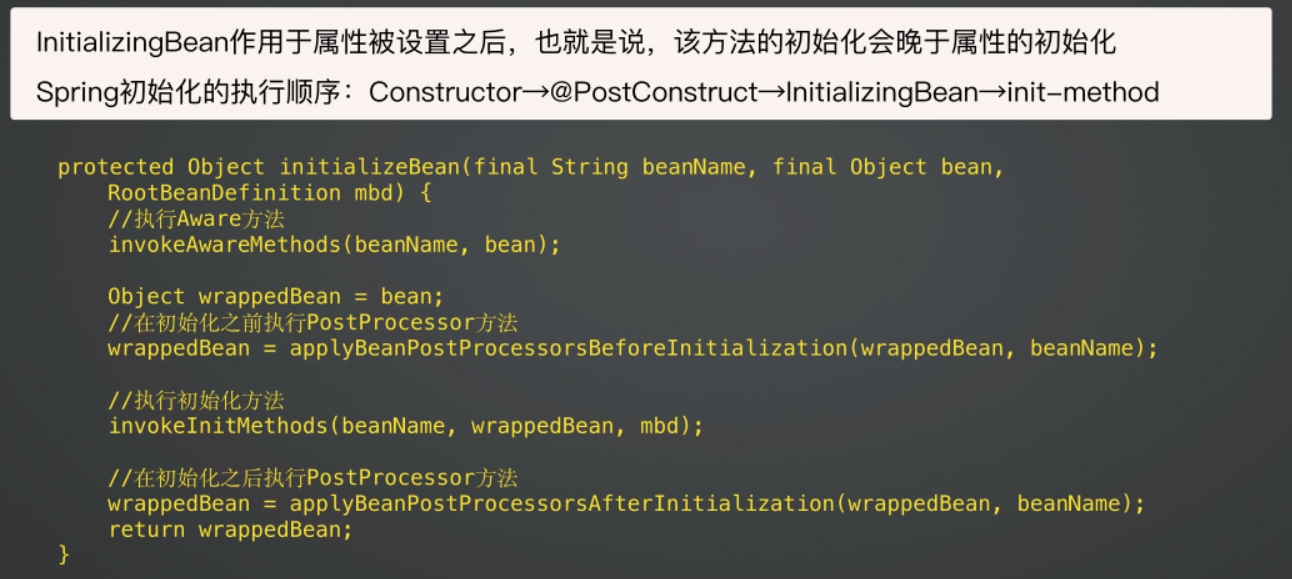 InitializingBean作用于属性被设置之后，也就是说，该方法的初始化会晚于属性的初始化
Spring初始化的执行顺序：Constructor→@PostConstruct→InitializingBean→init-method
protected Object initializeBean(final String beanName, final Object bean,
RootBeanDefinition mbd) {
//执行Aware方法
invokeAwareMethods(beanName, bean);
Object wrappedBean = bean;
//在初始化之前执行PostProcessor方法
wrappedBean = applyBeanPostProcessorsBeforeInitialization(wrappedBean, beanName);
//执行初始化方法
invokeInitMethods(beanName, wrappedBean, mbd);
//在初始化之后执行PostProcessor方法
wrappedBean = applyBeanPostProcessorsAfterInitialization(wrappedBean, beanName);
return wrappedBean;
}